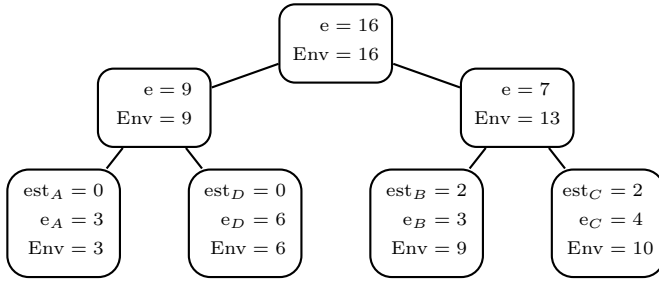 e = 16
Env = 16
e = 9
Env = 9
e = 7
Env = 13
est_A = 0
e_A = 3
Env = 3
est_D = 0
e_D = 6
Env = 6
est_B = 2
e_B = 3
Env = 9
est_C = 2
e_C = 4
Env = 10